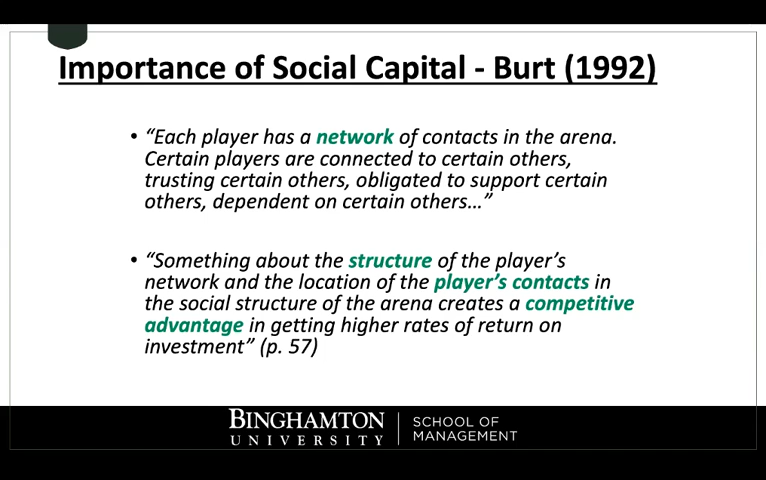 Importance of Social Capital - Burt (1992)
• “Each player has a network of contacts in the arena.
Certain players are connected to certain others,
trusting certain others, obligated to support certain
others, dependent on certain others…”
• “Something about the structure of the player’s
network and the location of the player’s contacts in
the social structure of the arena creates a competitive
advantage in getting higher rates of return on
investment” (p. 57)
BINGHAMTON
UNIVERSITY
SCHOOL OF
MANAGEMENT